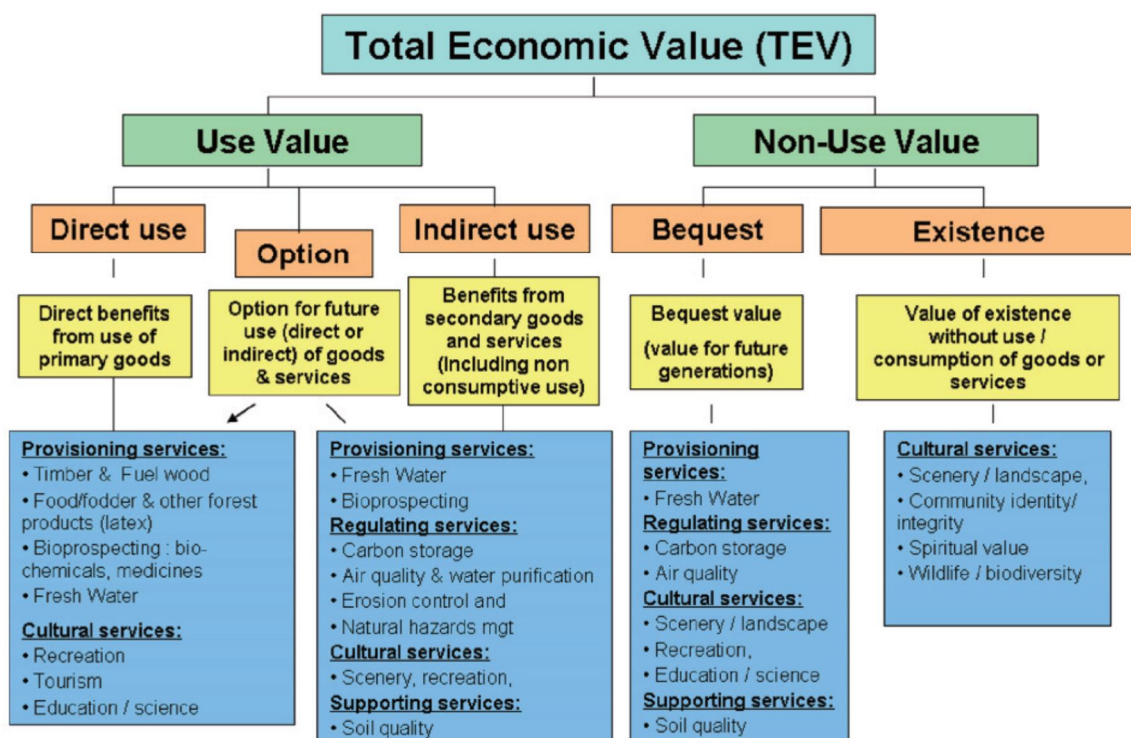 Total Economic Value (TEV)
Use Value
Non-Use Value
Direct use
Option
Indirect use
Bequest
Existence
Direct benefits
from use of
primary goods
Option for future
use (direct or
indirect) of goods
& services
Benefits from
secondary goods
and services
(including non
consumptive use)
Bequest value
(value for future
generations)
Value of existence
without use /
consumption of goods or
services
Provisioning services:
• Timber & Fuel wood
• Food/fodder & other forest
products (latex)
• Bioprospecting : bio-
chemicals, medicines
• Fresh Water
Cultural services:
• Recreation
• Tourism
• Education / science
Provisioning services:
• Fresh Water
• Bioprospecting
Regulating services:
• Carbon storage
• Air quality & water purification
• Erosion control and
• Natural hazards mgt
Cultural services:
• Scenery, recreation,
Supporting services:
• Soil quality
Provisioning
services:
• Fresh Water
Regulating services:
• Carbon storage
• Air quality
Cultural services:
• Scenery / landscape
• Recreation,
• Education / science
Supporting services:
• Soil quality
Cultural services:
• Scenery / landscape,
• Community identity/
integrity
• Spiritual value
• Wildlife / biodiversity